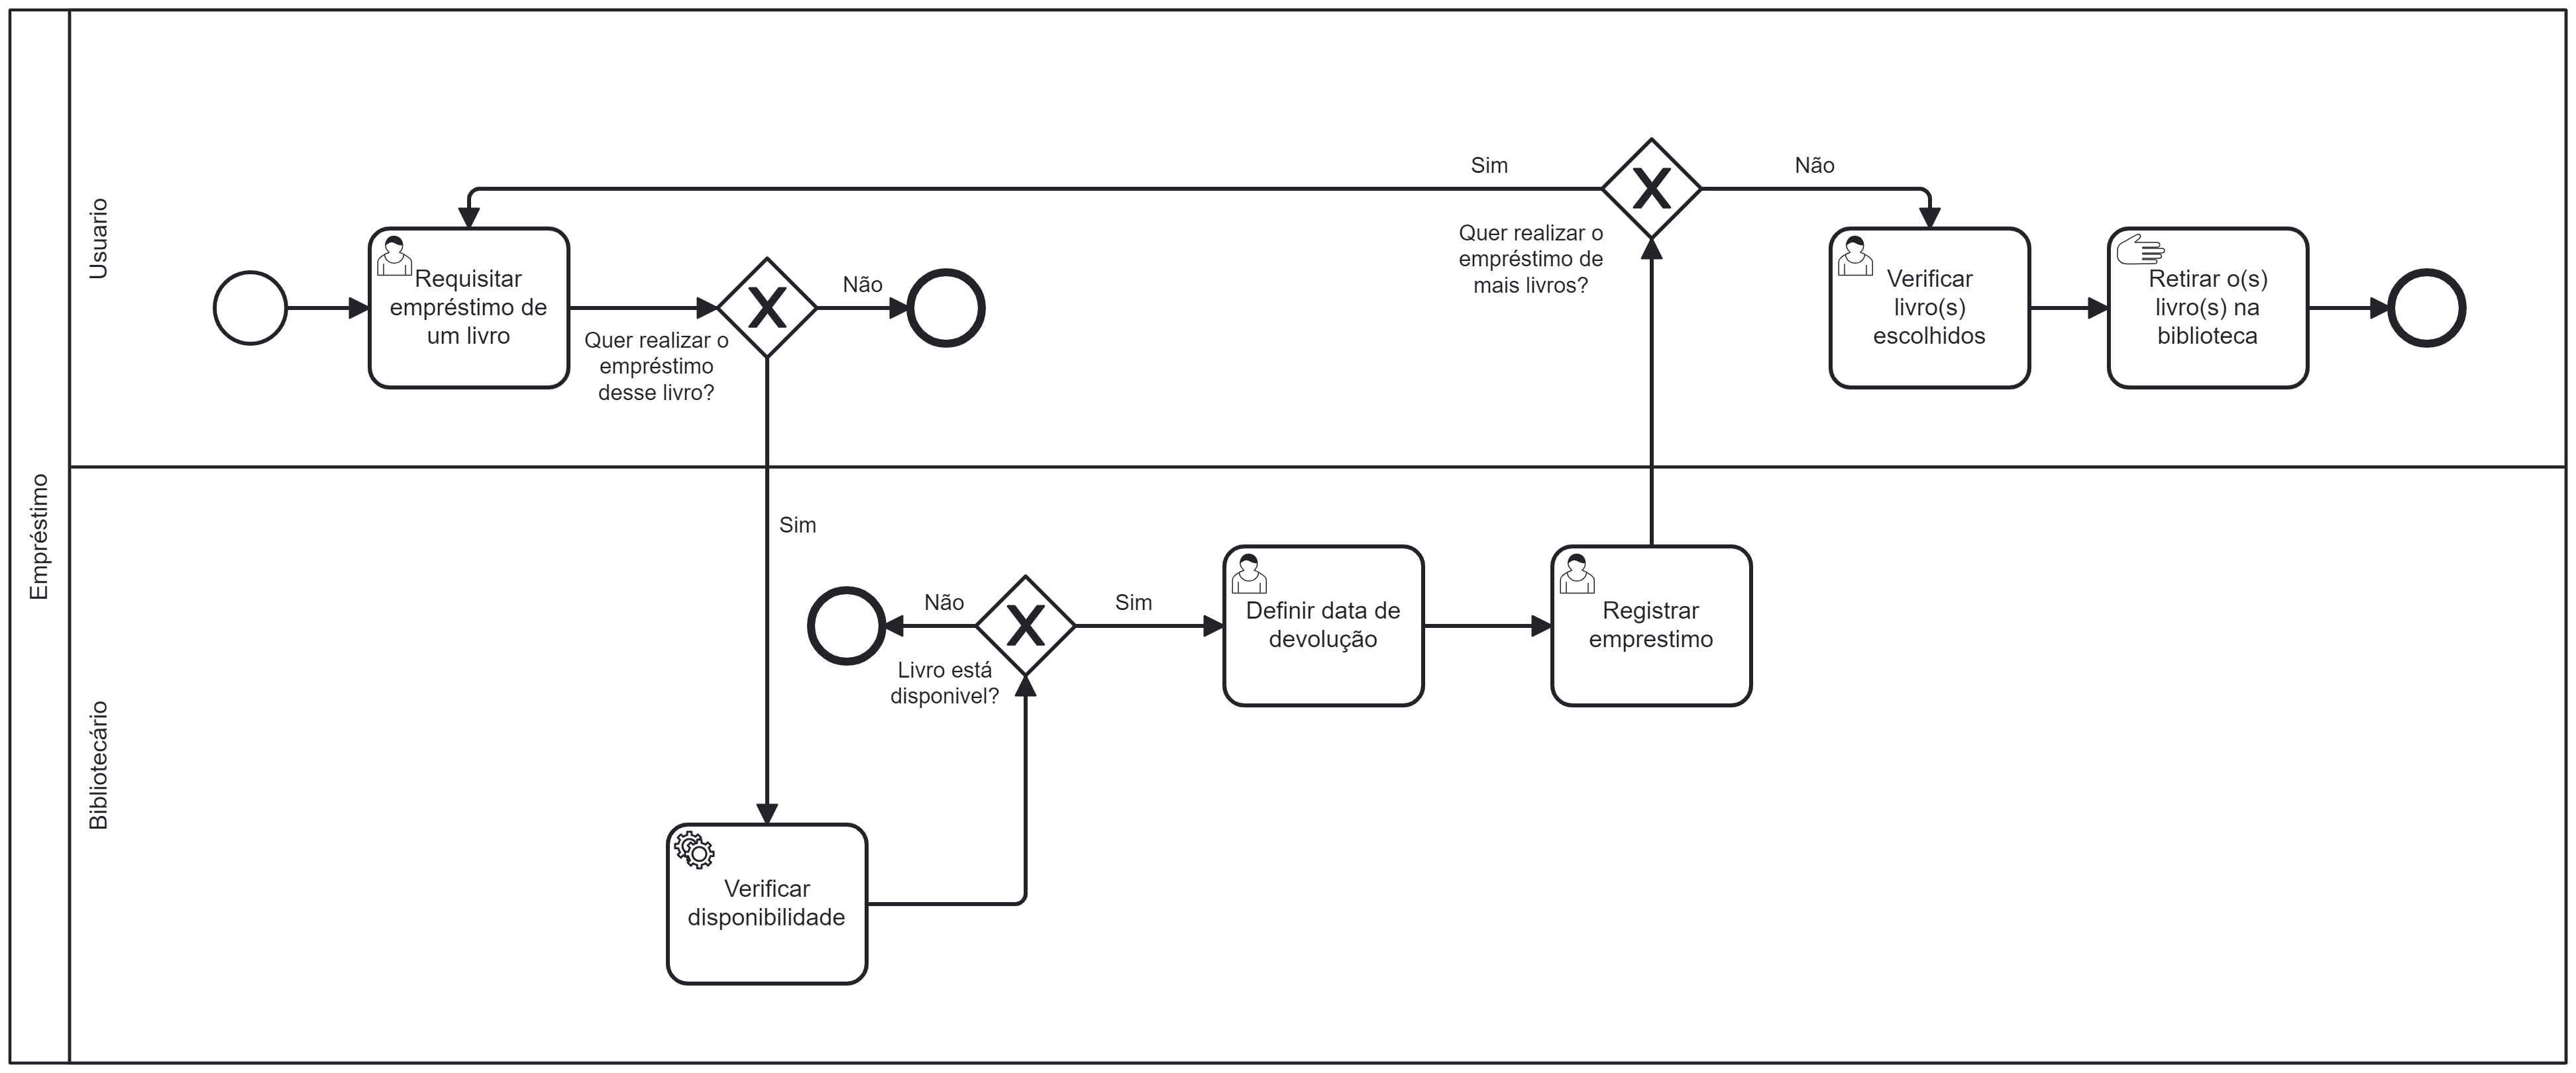 Empréstimo
Usuario
Requisitar
empréstimo de
um livro
Quer realizar o
empréstimo
desse livro?
Não
Sim
Quer realizar o
empréstimo de
mais livros?
Não
Verificar
livro(s)
escolhidos
Retirar o(s)
livro(s) na
biblioteca
Bibliotecário
Sim
Verificar
disponibilidade
Livro está
disponivel?
Não
Sim
Definir data de
devolução
Registrar
emprestimo